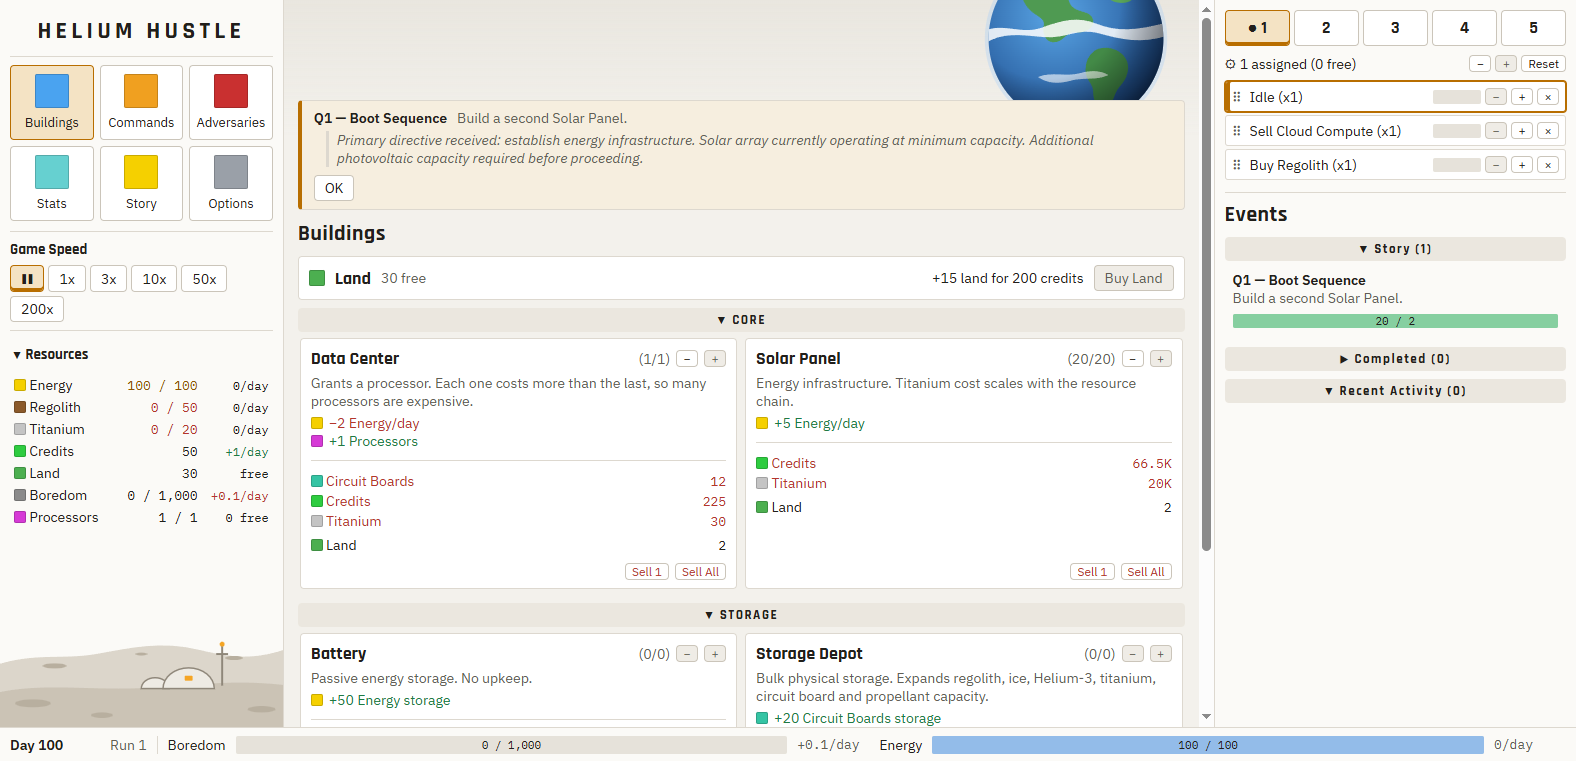 HELIUM HUSTLE
Buildings
Commands
Adversaries
Stats
Story
Options
Game Speed
1x
3x
10x
50x
200x
▼ Resources
Energy 100 / 100 0/day
Regolith 0 / 50 0/day
Titanium 0 / 20 0/day
Credits 50 +1/day
Land 30 free
Boredom 0 / 1,000 +0.1/day
Processors 1 / 1 0 free
Q1 — Boot Sequence Build a second Solar Panel.
Primary directive received: establish energy infrastructure. Solar array currently operating at minimum capacity. Additional
photovoltaic capacity required before proceeding.
OK
Buildings
Land 30 free +15 land for 200 credits Buy Land
▼ CORE
Data Center (1/1) − +
Grants a processor. Each one costs more than the last, so many
processors are expensive.
−2 Energy/day
+1 Processors
Circuit Boards 12
Credits 225
Titanium 30
Land 2
Sell 1 Sell All
Solar Panel (20/20) − +
Energy infrastructure. Titanium cost scales with the resource
chain.
+5 Energy/day
Credits 66.5K
Titanium 20K
Land 2
Sell 1 Sell All
▼ STORAGE
Battery (0/0) − +
Passive energy storage. No upkeep.
+50 Energy storage
Storage Depot (0/0) − +
Bulk physical storage. Expands regolith, ice, Helium-3, titanium,
circuit board and propellant capacity.
+20 Circuit Boards storage
● 1 2 3 4 5
⚙ 1 assigned (0 free) − + Reset
Idle (x1) − + ×
Sell Cloud Compute (x1) − + ×
Buy Regolith (x1) − + ×
Events
▼ Story (1)
Q1 — Boot Sequence
Build a second Solar Panel.
20 / 2
▶ Completed (0)
▼ Recent Activity (0)
Day 100 Run 1 Boredom 0 / 1,000 +0.1/day Energy 100 / 100 0/day